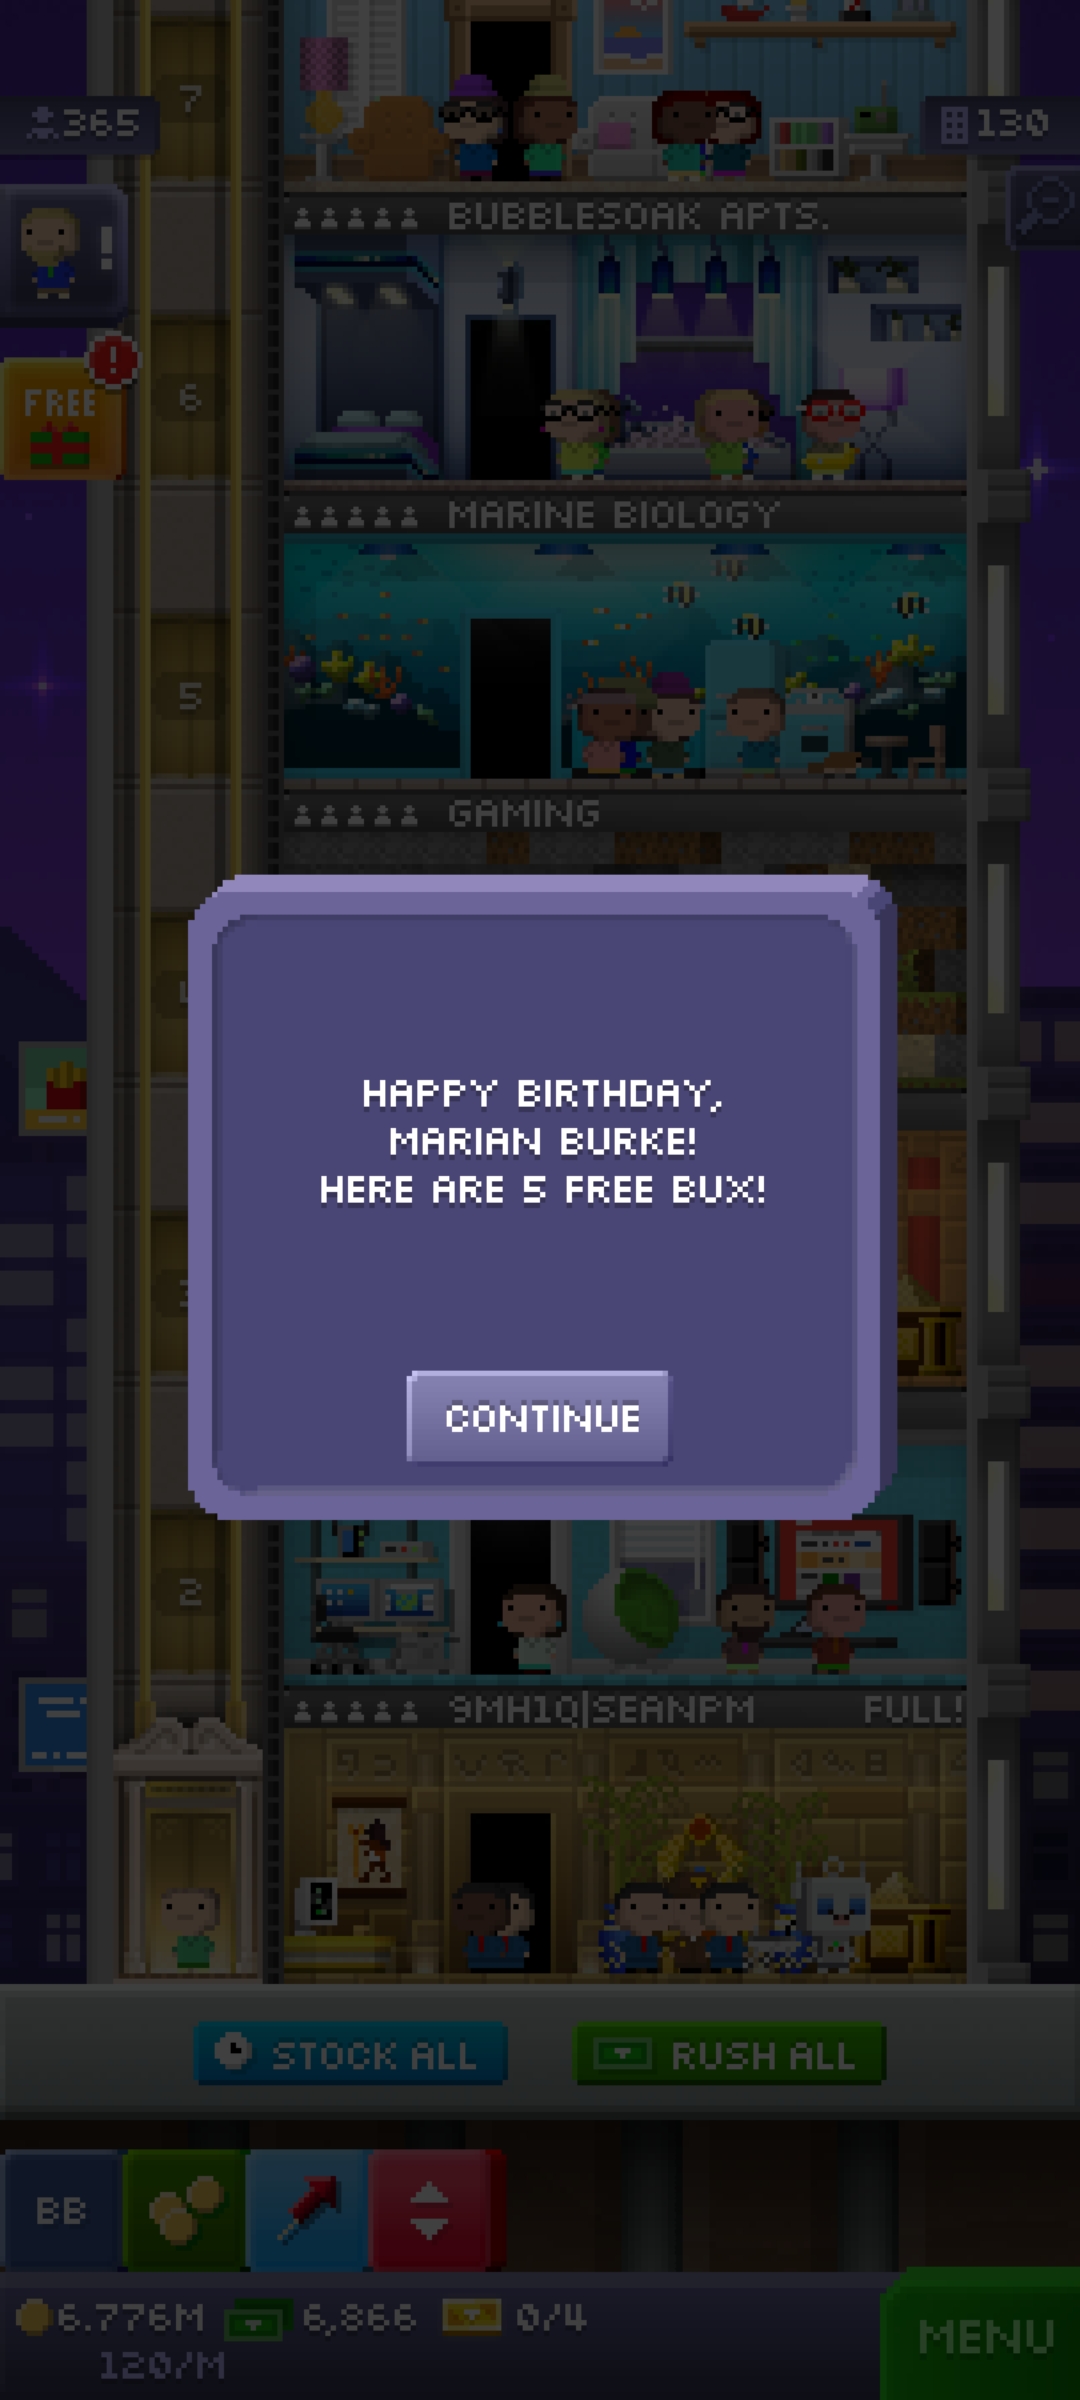 7
365
130
BUBBLESOAK APTS.
!
!
FREE
6
MARINE BIOLOGY
5
GAMING
HAPPY BIRTHDAY,
MARIAN BURKE!
HERE ARE 5 FREE BUX!
CONTINUE
2
9MH1Q|SEANPM FULL!
STOCK ALL
RUSH ALL
BB
6.776M 6,866 0/4
120/M
MENU